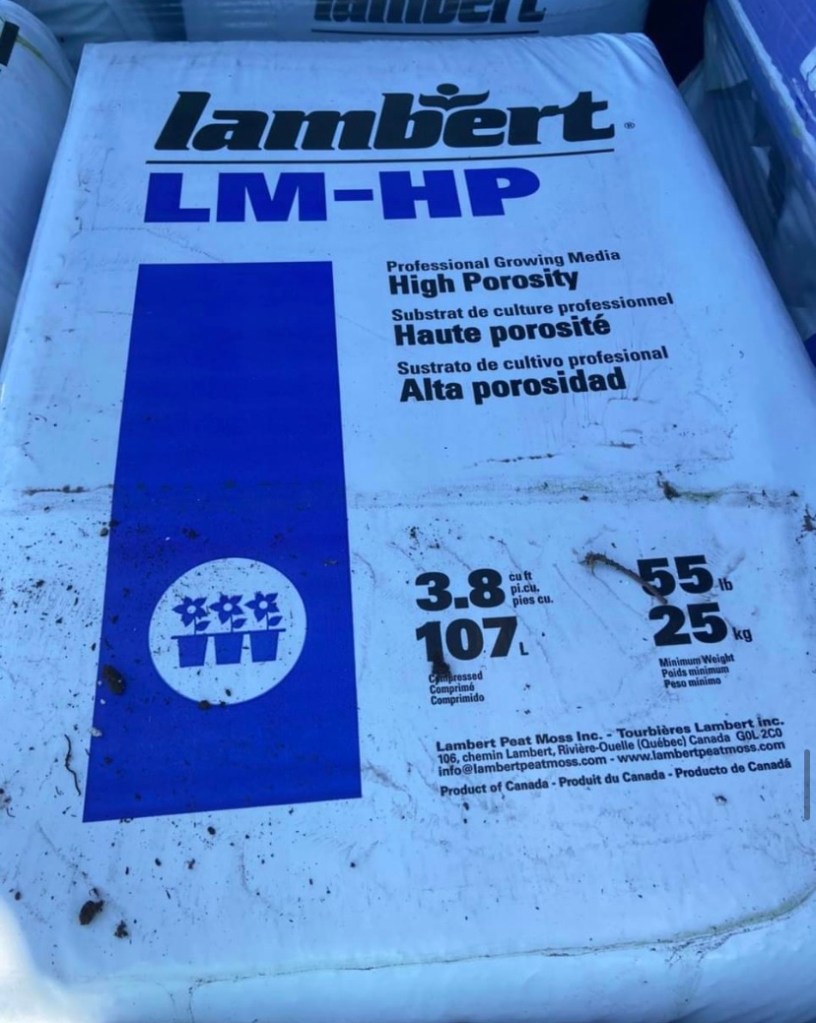 lambert
lambert®
LM-HP
Professional Growing Media
High Porosity
Substrat de culture professionnel
Haute porosité
Sustrato de cultivo profesional
Alta porosidad
3.8 cu ft
pi.cu.
pies cu.
107 L
Compressed
Comprimé
Comprimido
55 lb
25 kg
Minimum Weight
Poids minimum
Peso mínimo
Lambert Peat Moss Inc. - Tourbières Lambert inc.
106, chemin Lambert, Rivière-Ouelle (Québec) Canada G0L 2C0
info@lambertpeatmoss.com - www.lambertpeatmoss.com
Product of Canada - Produit du Canada - Producto de Canadá